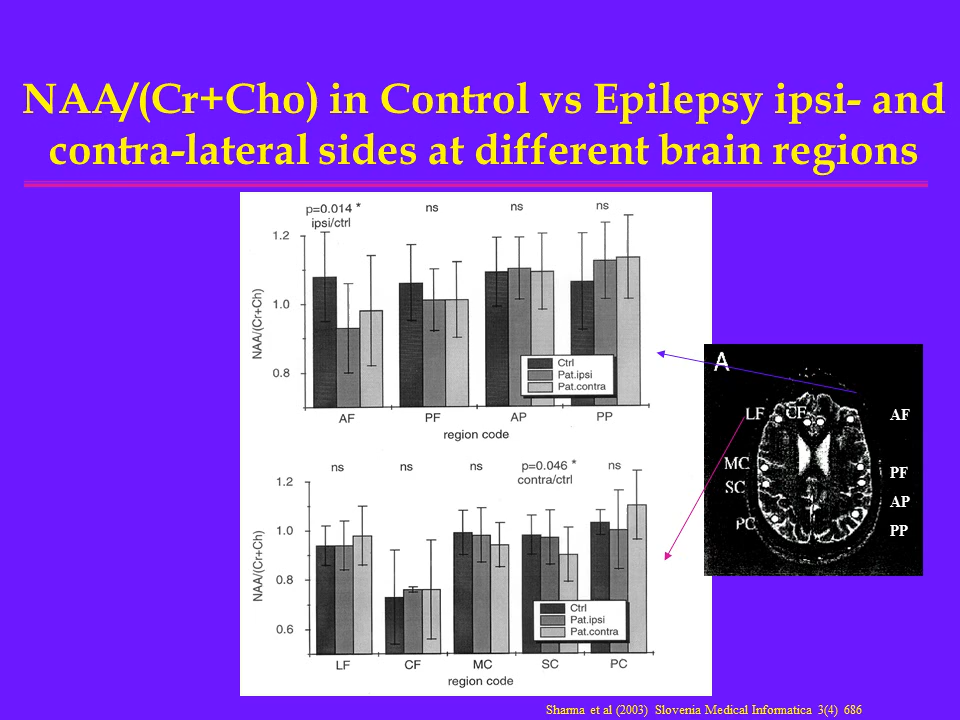 NAA/(Cr+Cho) in Control vs Epilepsy ipsi- and
contra-lateral sides at different brain regions
p=0.014 * ns ns ns
ipsi/ctrl
1.2
1.0
0.8
NAA/(Cr+Ch)
Ctrl
Pat.ipsi
Pat.contra
AF PF AP PP
region code
ns ns ns p=0.046 * ns
contra/ctrl
1.2
1.0
0.8
0.6
NAA/(Cr+Ch)
Ctrl
Pat.ipsi
Pat.contra
LF CF MC SC PC
region code
A
LF CF AF
MC PF
SC AP
PC PP
Sharma et al (2003) Slovenia Medical Informatica 3(4) 686